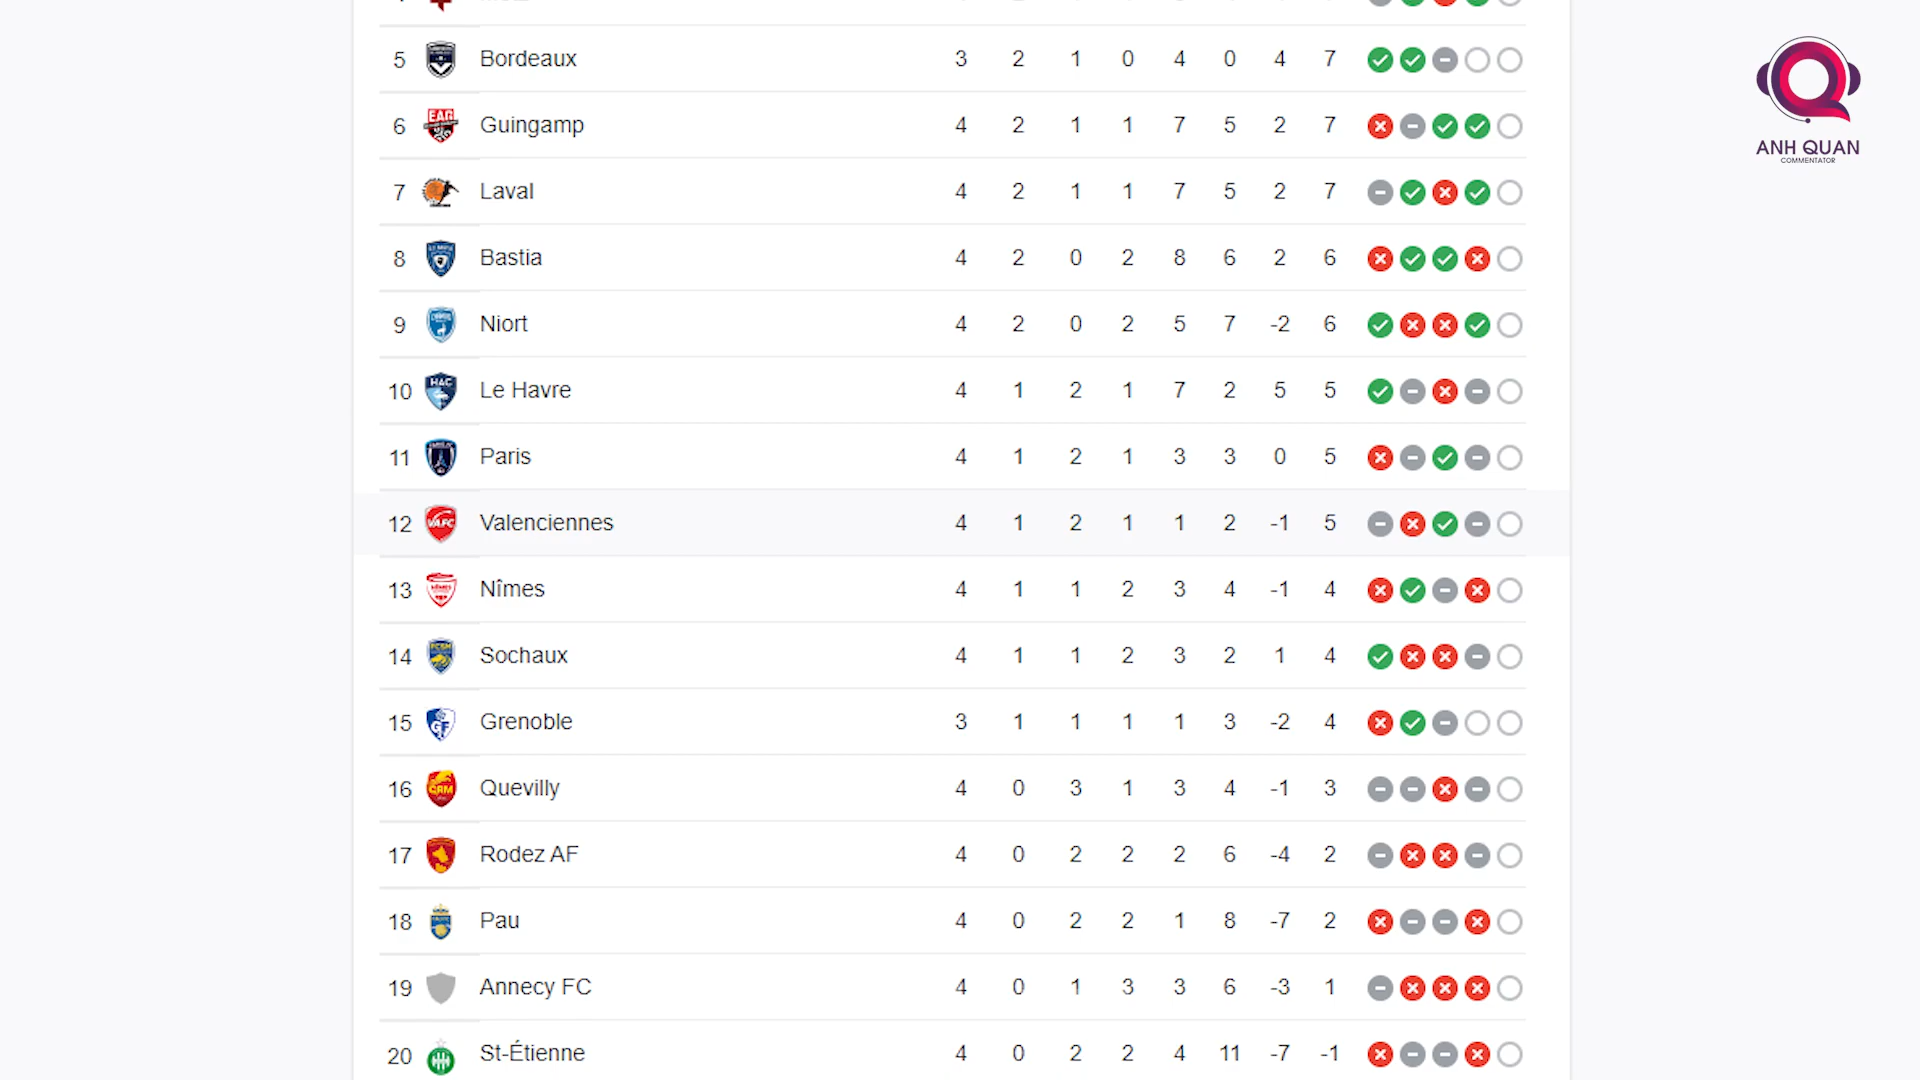 5 Bordeaux 3 2 1 0 4 0 4 7
6 EAG Guingamp 4 2 1 1 7 5 2 7
7 Laval 4 2 1 1 7 5 2 7
8 Bastia 4 2 0 2 8 6 2 6
9 Niort 4 2 0 2 5 7 -2 6
10 HAC Le Havre 4 1 2 1 7 2 5 5
11 Paris 4 1 2 1 3 3 0 5
12 VAFC Valenciennes 4 1 2 1 1 2 -1 5
13 NÎMES Nîmes 4 1 1 2 3 4 -1 4
14 Sochaux 4 1 1 2 3 2 1 4
15 GF Grenoble 3 1 1 1 1 3 -2 4
16 QRM Quevilly 4 0 3 1 3 4 -1 3
17 Rodez AF 4 0 2 2 2 6 -4 2
18 Pau 4 0 2 2 1 8 -7 2
19 Annecy FC 4 0 1 3 3 6 -3 1
20 St-Étienne 4 0 2 2 4 11 -7 -1
ANH QUAN
COMMENTATOR